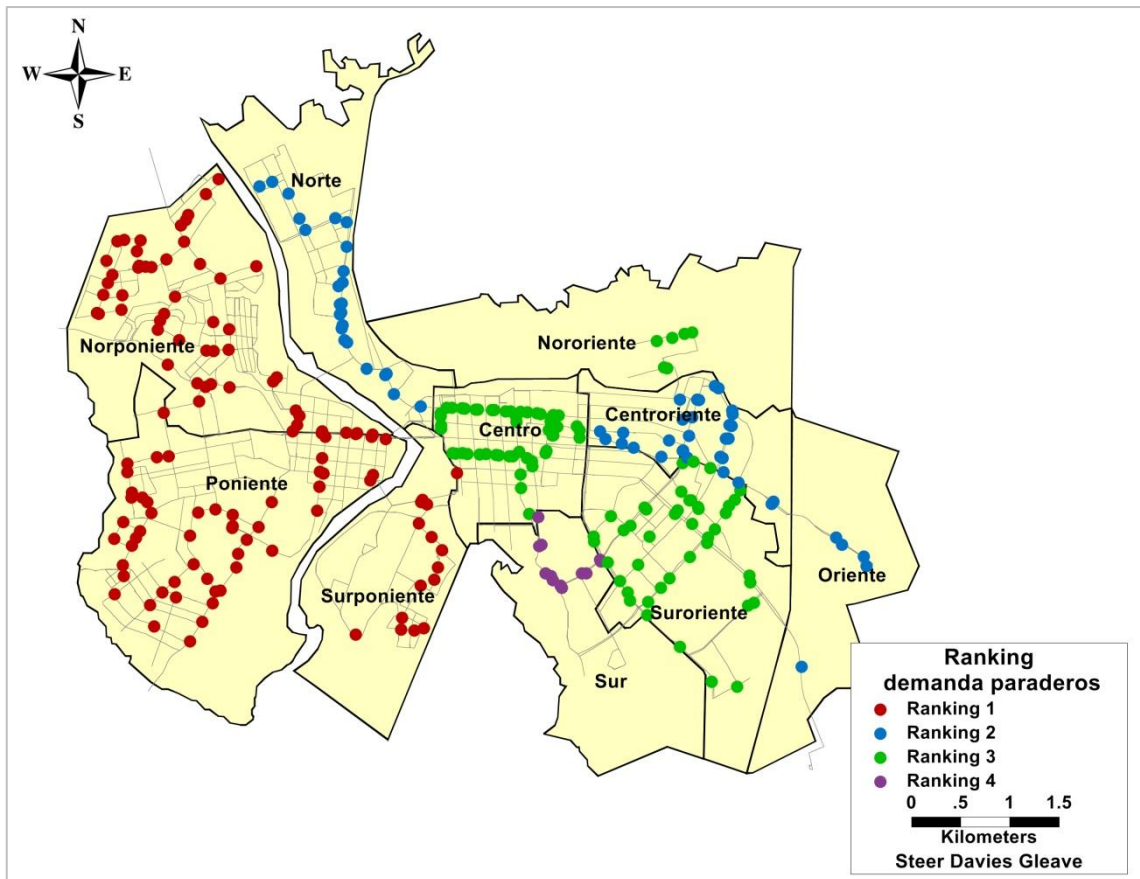 N
W E
S
Norte
Nororiente
Norponiente
Centroriente
Centro
Poniente
Oriente
Surponiente
Suroriente
Sur
Ranking
demanda paraderos
Ranking 1
Ranking 2
Ranking 3
Ranking 4
0 .5 1 1.5
Kilometers
Steer Davies Gleave